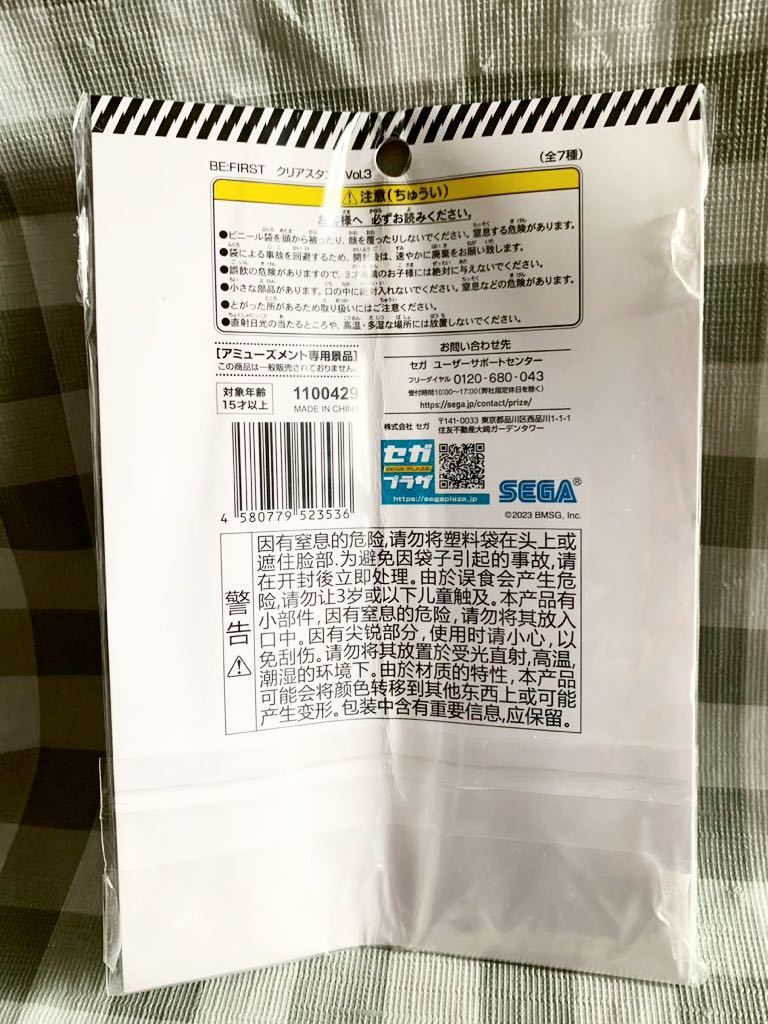 BE:FIRST クリアスタンド Vol.3
(全7種)
⚠注意(ちゅうい)
お客様へ 必ずお読みください。
●ビニール袋を頭から被ったり、顔を覆ったりしないでください。窒息する危険があります。
●袋による事故を回避するため、開封後は、速やかに廃棄をお願い致します。
●誤飲の危険がありますので、3才未満のお子様には絶対に与えないでください。
●小さな部品があります。口の中に絶対入れないでください。窒息などの危険があります。
●とがった所があるため取り扱いにはご注意ください。
●直射日光の当たるところや、高温・多湿な場所には放置しないでください。
【アミューズメント専用景品】
この商品は一般販売されておりません。
対象年齢
15才以上
1100429
MADE IN CHINA
4 580779 523536
お問い合わせ先
セガ ユーザーサポートセンター
フリーダイヤル 0120-680-043
受付時間10:00~17:00(弊社指定休日を除く)
https://sega.jp/contact/prize/
株式会社 セガ
〒141-0033 東京都品川区西品川1-1-1
住友不動産大崎ガーデンタワー
セガ
SEGA PLAZA
プラザ
https://segaplaza.jp/
SEGA®
©2023 BMSG, Inc.
警告⚠
因有窒息的危险,请勿将塑料袋在头上或
遮住脸部.为避免因袋子引起的事故,请
在开封後立即处理。由於误食会产生危
险,请勿让3岁或以下儿童触及。本产品有
小部件,因有窒息的危险,请勿将其放入
口中。因有尖锐部分,使用时请小心,以
免刮伤。请勿将其放置於受光直射,高温,
潮湿的环境下。由於材质的特性,本产品
可能会将颜色转移到其他东西上或可能
产生变形。包装中含有重要信息,应保留。